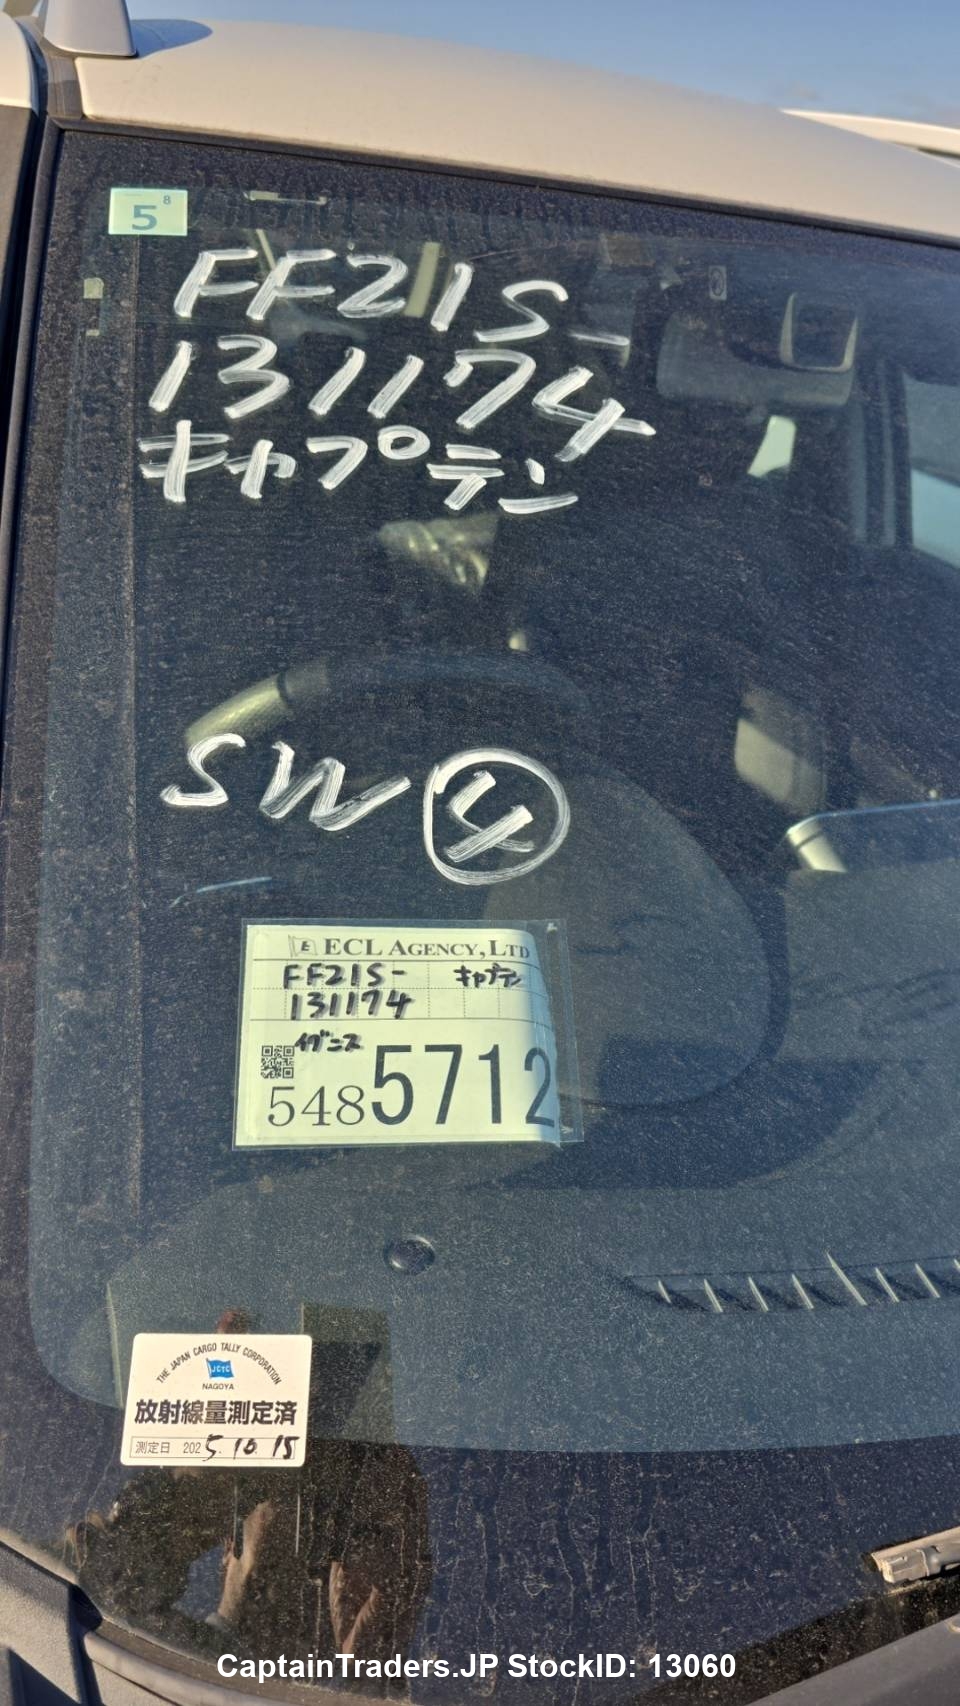 5 8
FF21S-
131174
キャプテン
SW ④
E ECL AGENCY, LTD
FF21S- キャプテン
131174
イグニス
5485712
THE JAPAN CARGO TALLY CORPORATION
JCTC
NAGOYA
放射線量測定済
測定日 2025.10.15
CaptainTraders.JP StockID: 13060